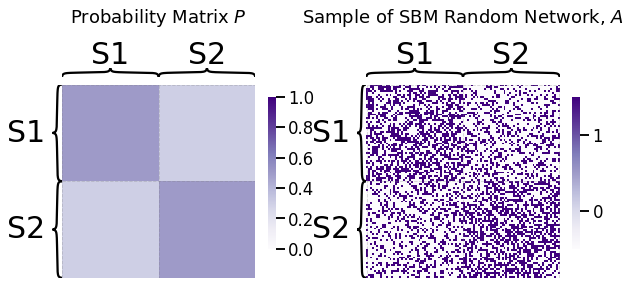 Probability Matrix P
Sample of SBM Random Network, A
S1 S2
S1 S2
S1
S2
1.0
0.8
0.6
0.4
0.2
0.0
S1
S2
1
0